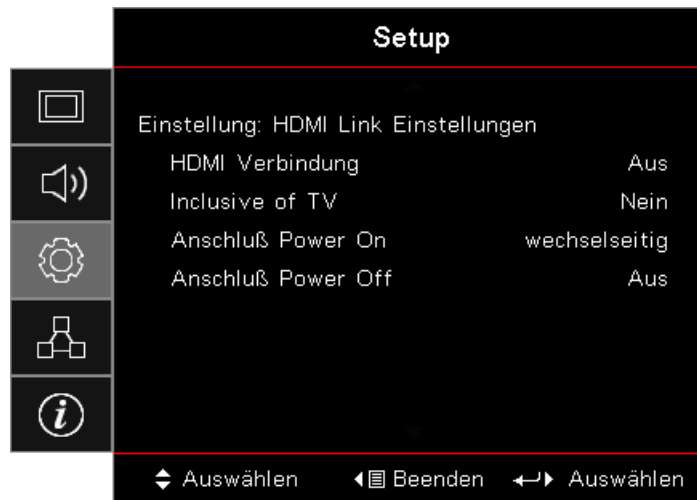 Setup
Einstellung: HDMI Link Einstellungen
HDMI Verbindung Aus
Inclusive of TV Nein
Anschluß Power On wechselseitig
Anschluß Power Off Aus
i
Auswählen Beenden Auswählen